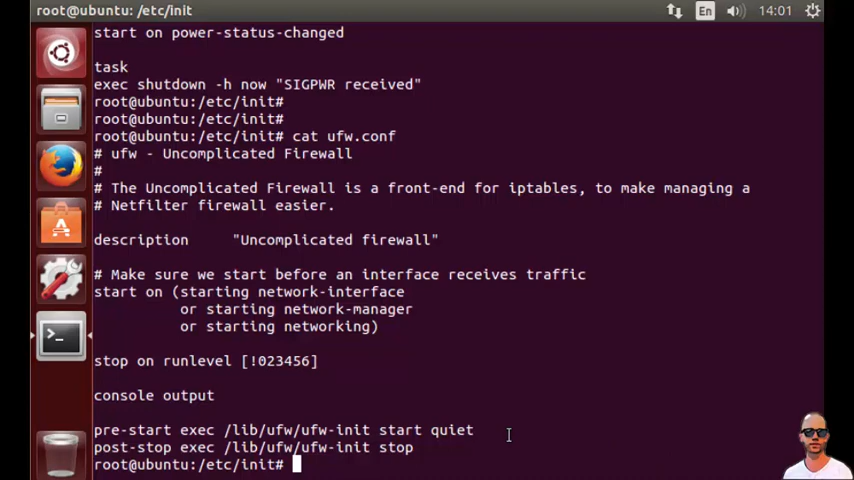 root@ubuntu: /etc/init
En
14:01
start on power-status-changed
task
exec shutdown -h now "SIGPWR received"
root@ubuntu:/etc/init#
root@ubuntu:/etc/init#
root@ubuntu:/etc/init# cat ufw.conf
# ufw - Uncomplicated Firewall
#
# The Uncomplicated Firewall is a front-end for iptables, to make managing a
# Netfilter firewall easier.
description     "Uncomplicated firewall"
# Make sure we start before an interface receives traffic
start on (starting network-interface
          or starting network-manager
          or starting networking)
stop on runlevel [!023456]
console output
pre-start exec /lib/ufw/ufw-init start quiet
post-stop exec /lib/ufw/ufw-init stop
root@ubuntu:/etc/init#